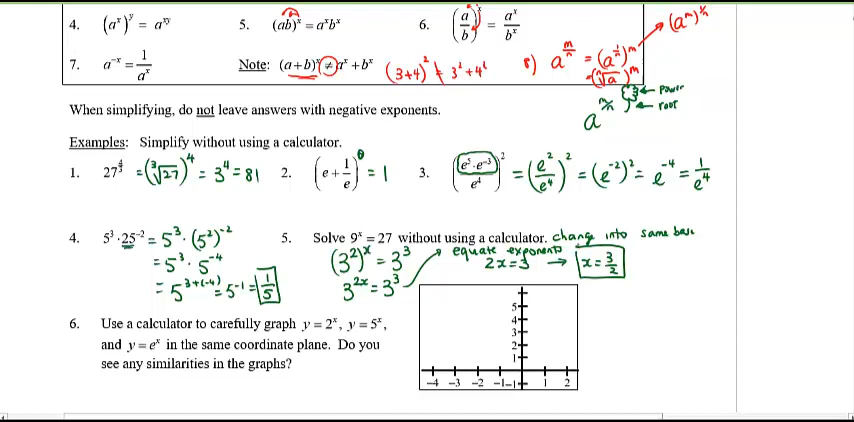 4. (a^x)^y = a^{xy} 5. (ab)^x = a^x b^x 6. (a/b)^x = a^x/b^x
8) a^{m/n} = (a^{1/n})^m → (a^m)^{1/n}
= (ⁿ√a)^m
7. a^{-x} = 1/a^x Note: (a+b)^x ≠ a^x + b^x (3+4)^2 ≠ 3^2+4^2
a^{m/n} } ← power
← root
When simplifying, do not leave answers with negative exponents.
Examples: Simplify without using a calculator.
1. 27^{4/3} = (³√27)^4 = 3^4 = 81 2. (e + 1/e)^0 = 1 3. (e^5·e^{-3}/e^4)^2 = (e^2/e^4)^2 = (e^{-2})^2 = e^{-4} = 1/e^4
4. 5^3·25^{-2} = 5^3·(5^2)^{-2}
= 5^3·5^{-4}
= 5^{3+(-4)} = 5^{-1} = 1/5
5. Solve 9^x = 27 without using a calculator. change into same base
(3^2)^x = 3^3
3^{2x} = 3^3
equate exponents
2x=3 → x=3/2
6. Use a calculator to carefully graph y = 2^x, y = 5^x,
and y = e^x in the same coordinate plane. Do you
see any similarities in the graphs?
5
4
3
2
1
-4 -3 -2 -1 -1 1 2